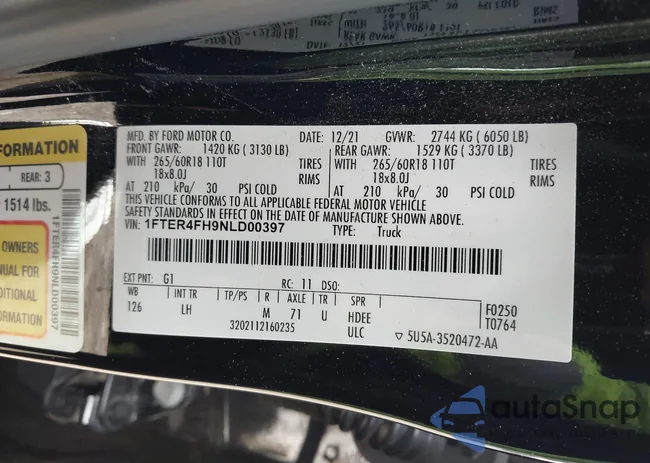 FORMATION
REAR: 3
1514 lbs.
OWNERS
NUAL FOR
DITIONAL
FORMATION
1FTER4FH9NLD00397
MFD. BY FORD MOTOR CO. 12/21 GVWR: 2744 KG ( 6050 LB)
FRONT GAWR: 1420 KG ( 3130 LB) REAR GAWR: 1529 KG ( 3370 LB)
WITH 265/60R18 110T TIRES WITH 265/60R18 110T TIRES
18x8.0J RIMS 18x8.0J RIMS
AT 210 kPa/ 30 PSI COLD AT 210 kPa/ 30 PSI COLD
THIS VEHICLE CONFORMS TO ALL APPLICABLE FEDERAL MOTOR VEHICLE
SAFETY STANDARDS IN EFFECT ON THE DATE OF MANUFACTURE SHOWN ABOVE.
VIN: 1FTER4FH9NLD00397 TYPE: Truck
EXT PNT: G1 RC: 11 DSO:
WB INT TR TP/PS R AXLE TR SPR F0250
126 LH M 71 U HDEE T0764
3202112160235 ULC 5U5A-3520472-AA
autoSnap